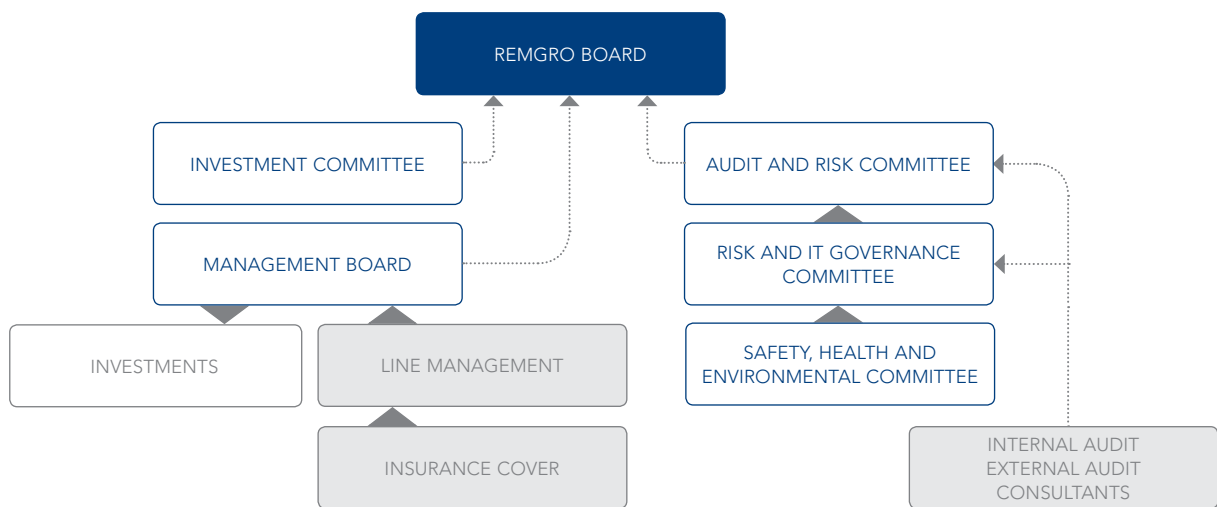 REMGRO BOARD
INVESTMENT COMMITTEE
AUDIT AND RISK COMMITTEE
MANAGEMENT BOARD
RISK AND IT GOVERNANCE
COMMITTEE
INVESTMENTS
LINE MANAGEMENT
SAFETY, HEALTH AND
ENVIRONMENTAL COMMITTEE
INSURANCE COVER
INTERNAL AUDIT
EXTERNAL AUDIT
CONSULTANTS